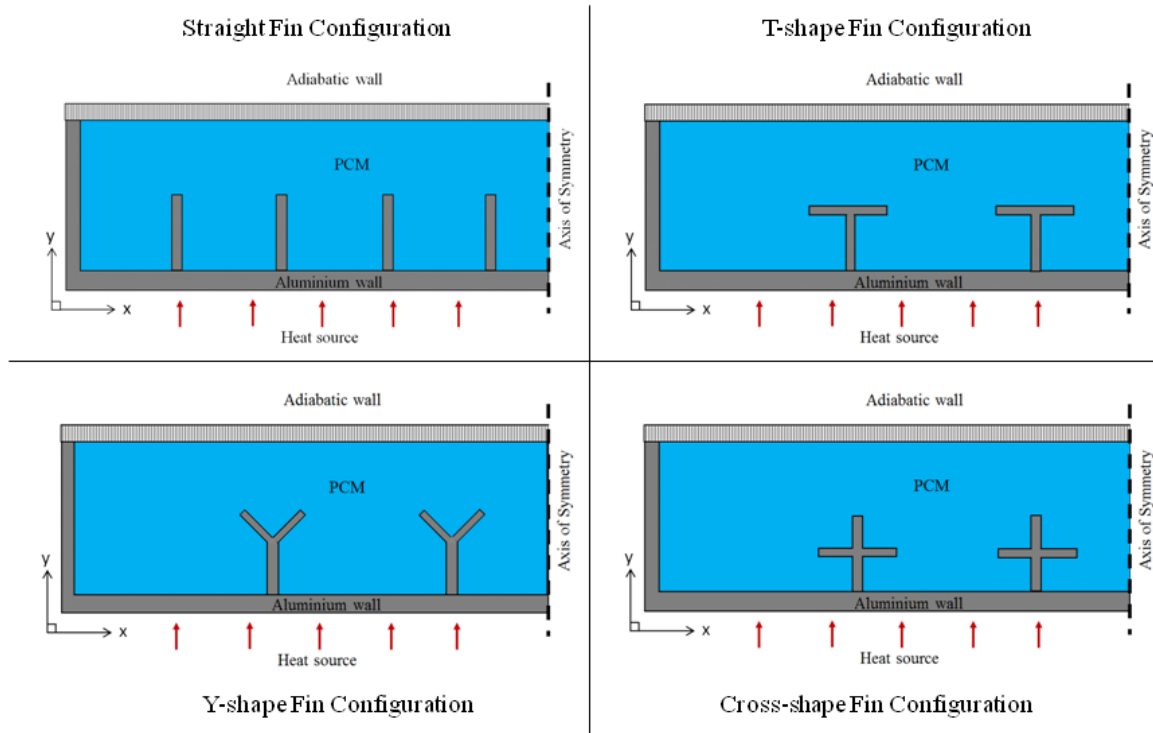 Straight Fin Configuration
Adiabatic wall
PCM
Axis of Symmetry
y
Aluminium wall
x
Heat source
T-shape Fin Configuration
Adiabatic wall
PCM
Axis of Symmetry
y
Aluminium wall
x
Heat source
Adiabatic wall
PCM
Axis of Symmetry
y
Aluminium wall
x
Heat source
Y-shape Fin Configuration
Adiabatic wall
PCM
Axis of Symmetry
y
Aluminium wall
x
Heat source
Cross-shape Fin Configuration